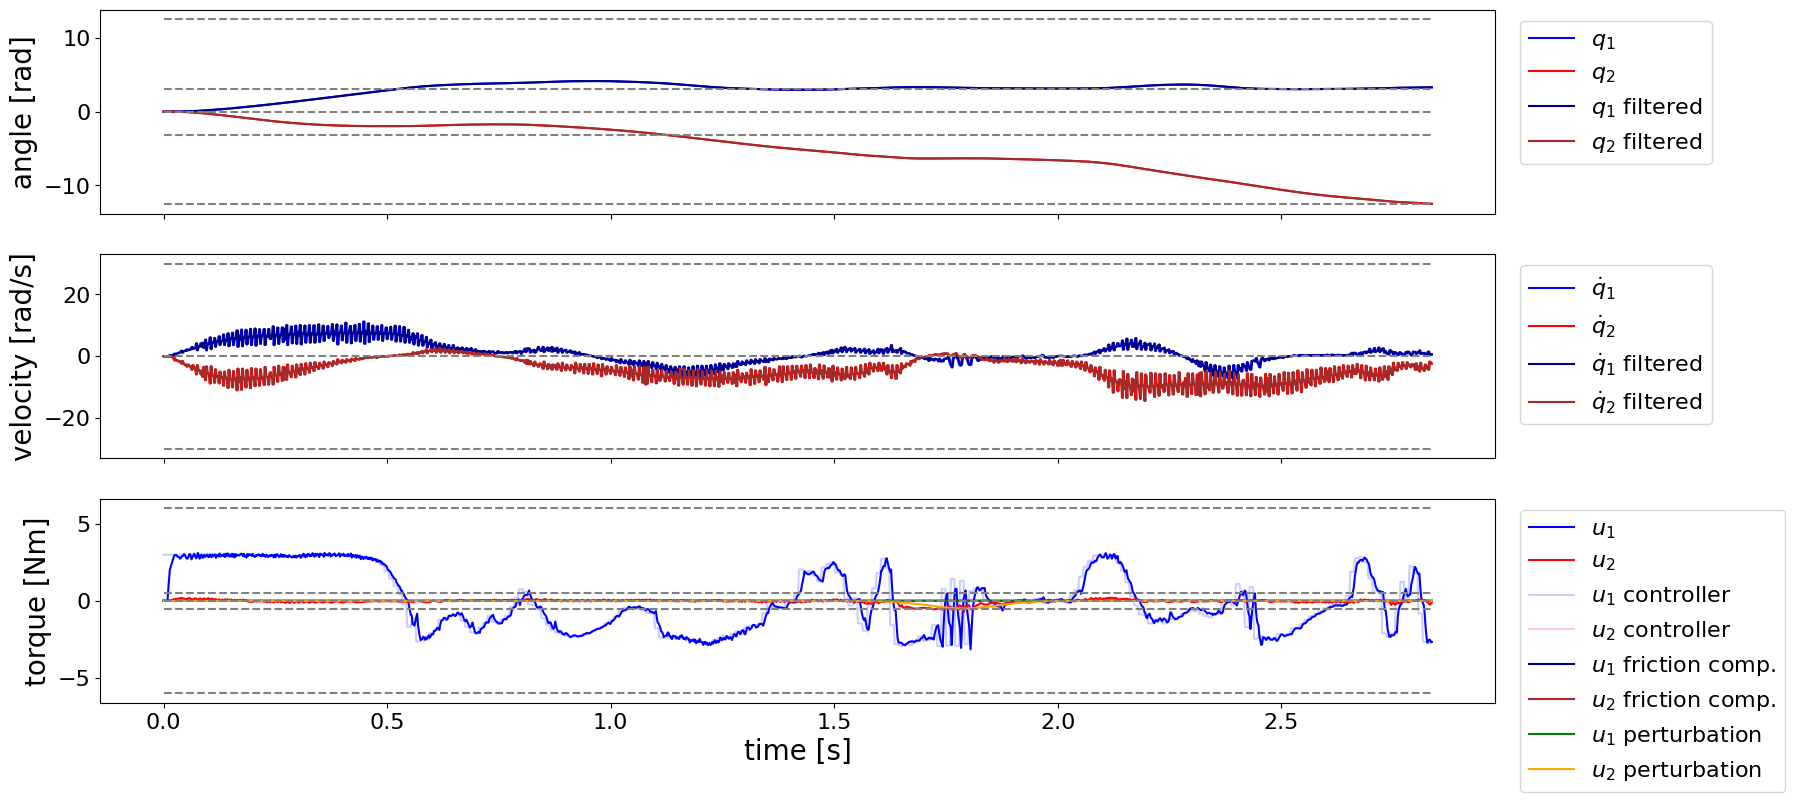 angle [rad]
10
0
−10
q₁
q₂
q₁ filtered
q₂ filtered
velocity [rad/s]
20
0
−20
q̇₁
q̇₂
q̇₁ filtered
q̇₂ filtered
torque [Nm]
5
0
−5
0.0 0.5 1.0 1.5 2.0 2.5
time [s]
u₁
u₂
u₁ controller
u₂ controller
u₁ friction comp.
u₂ friction comp.
u₁ perturbation
u₂ perturbation